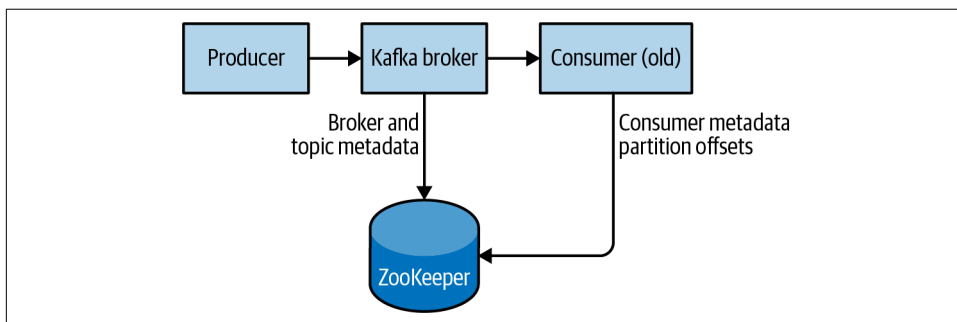 Producer
Kafka broker
Consumer (old)
Broker and
topic metadata
Consumer metadata
partition offsets
ZooKeeper